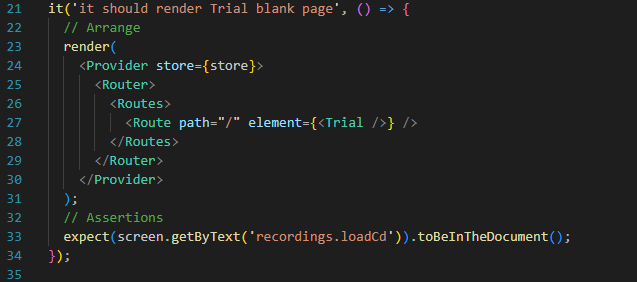 21 it('it should render Trial blank page', () => {
22   // Arrange
23   render(
24     <Provider store={store}>
25       <Router>
26         <Routes>
27           <Route path="/" element={<Trial />} />
28         </Routes>
29       </Router>
30     </Provider>
31   );
32   // Assertions
33   expect(screen.getByText('recordings.loadCd')).toBeInTheDocument();
34 });
35